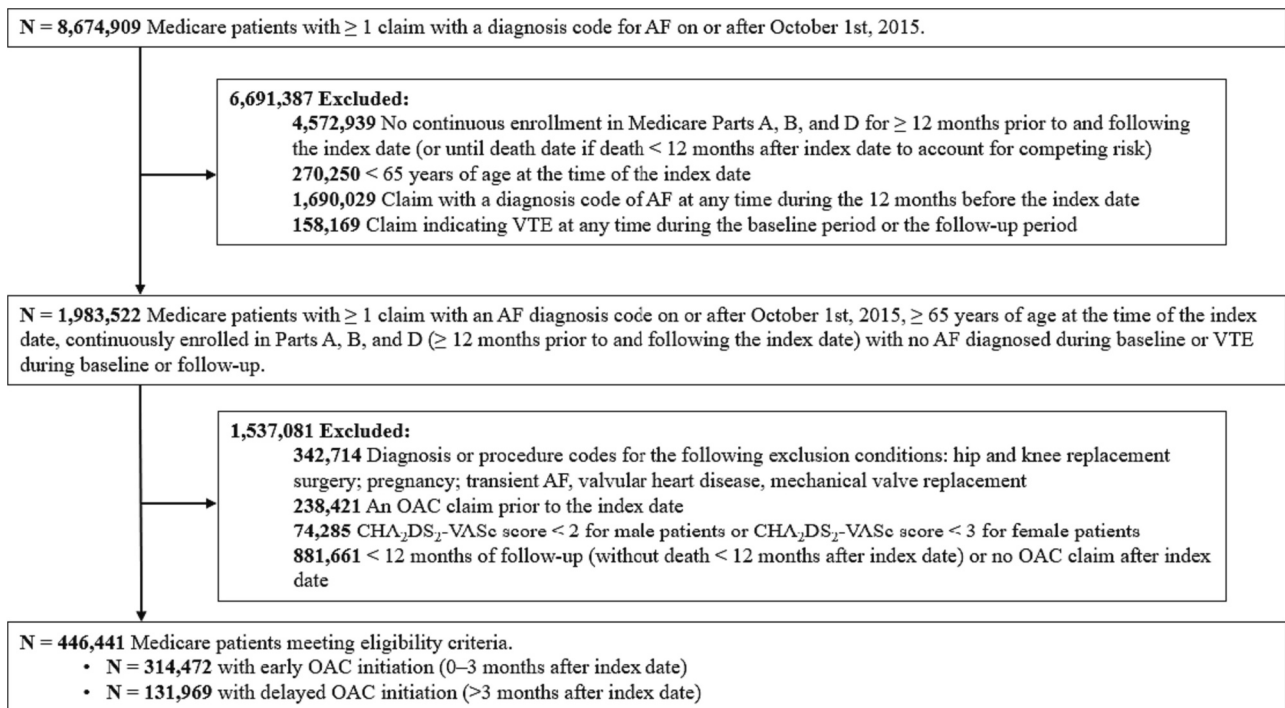 N = 8,674,909 Medicare patients with ≥ 1 claim with a diagnosis code for AF on or after October 1st, 2015.
6,691,387 Excluded:
4,572,939 No continuous enrollment in Medicare Parts A, B, and D for ≥ 12 months prior to and following
the index date (or until death date if death < 12 months after index date to account for competing risk)
270,250 < 65 years of age at the time of the index date
1,690,029 Claim with a diagnosis code of AF at any time during the 12 months before the index date
158,169 Claim indicating VTE at any time during the baseline period or the follow-up period
N = 1,983,522 Medicare patients with ≥ 1 claim with an AF diagnosis code on or after October 1st, 2015, ≥ 65 years of age at the time of the index
date, continuously enrolled in Parts A, B, and D (≥ 12 months prior to and following the index date) with no AF diagnosed during baseline or VTE
during baseline or follow-up.
1,537,081 Excluded:
342,714 Diagnosis or procedure codes for the following exclusion conditions: hip and knee replacement
surgery; pregnancy; transient AF, valvular heart disease, mechanical valve replacement
238,421 An OAC claim prior to the index date
74,285 CHA₂DS₂-VASc score < 2 for male patients or CHA₂DS₂-VASc score < 3 for female patients
881,661 < 12 months of follow-up (without death < 12 months after index date) or no OAC claim after index
date
N = 446,441 Medicare patients meeting eligibility criteria.
• N = 314,472 with early OAC initiation (0–3 months after index date)
• N = 131,969 with delayed OAC initiation (>3 months after index date)